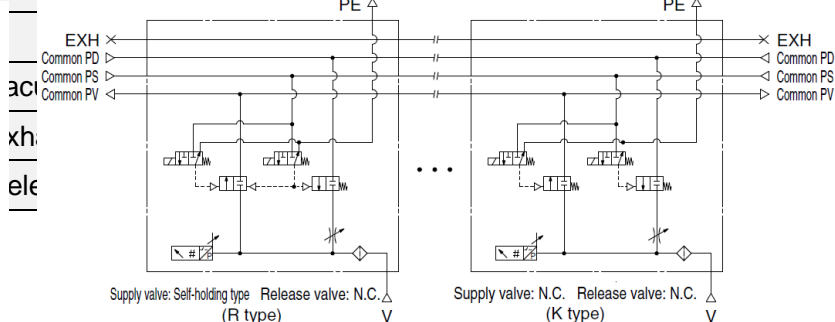 PE PE
EXH EXH
Common PD Common PD
Common PS Common PS
Common PV Common PV
# #
Supply valve: Self-holding type Release valve: N.C. Supply valve: N.C. Release valve: N.C.
(R type) V (K type) V